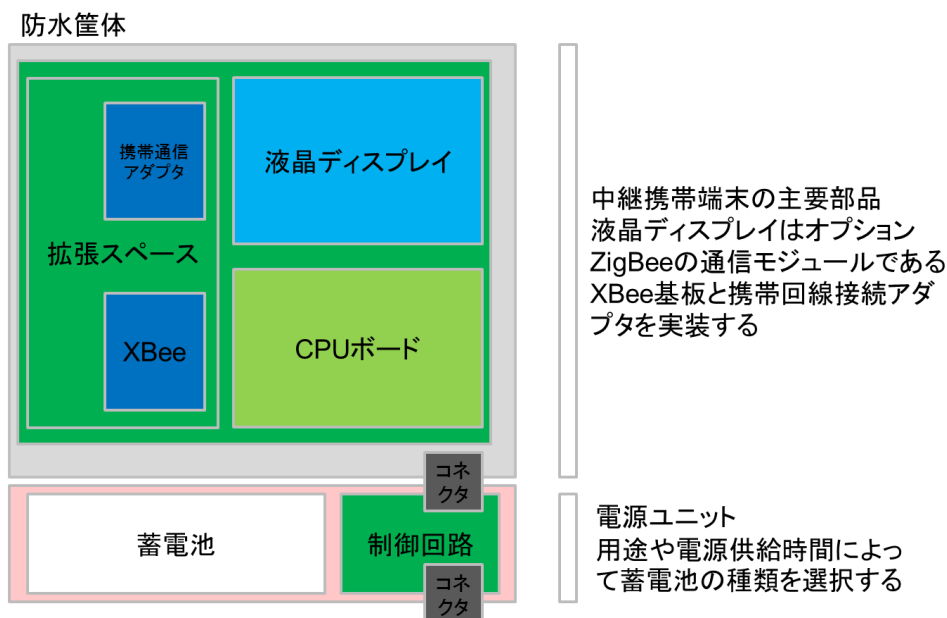 防水筐体
携帯通信
アダプタ
液晶ディスプレイ
拡張スペース
XBee
CPUボード
コネ
クタ
中継携帯端末の主要部品
液晶ディスプレイはオプション
ZigBeeの通信モジュールである
XBee基板と携帯回線接続アダ
プタを実装する
蓄電池
制御回路
コネ
クタ
電源ユニット
用途や電源供給時間によっ
て蓄電池の種類を選択する